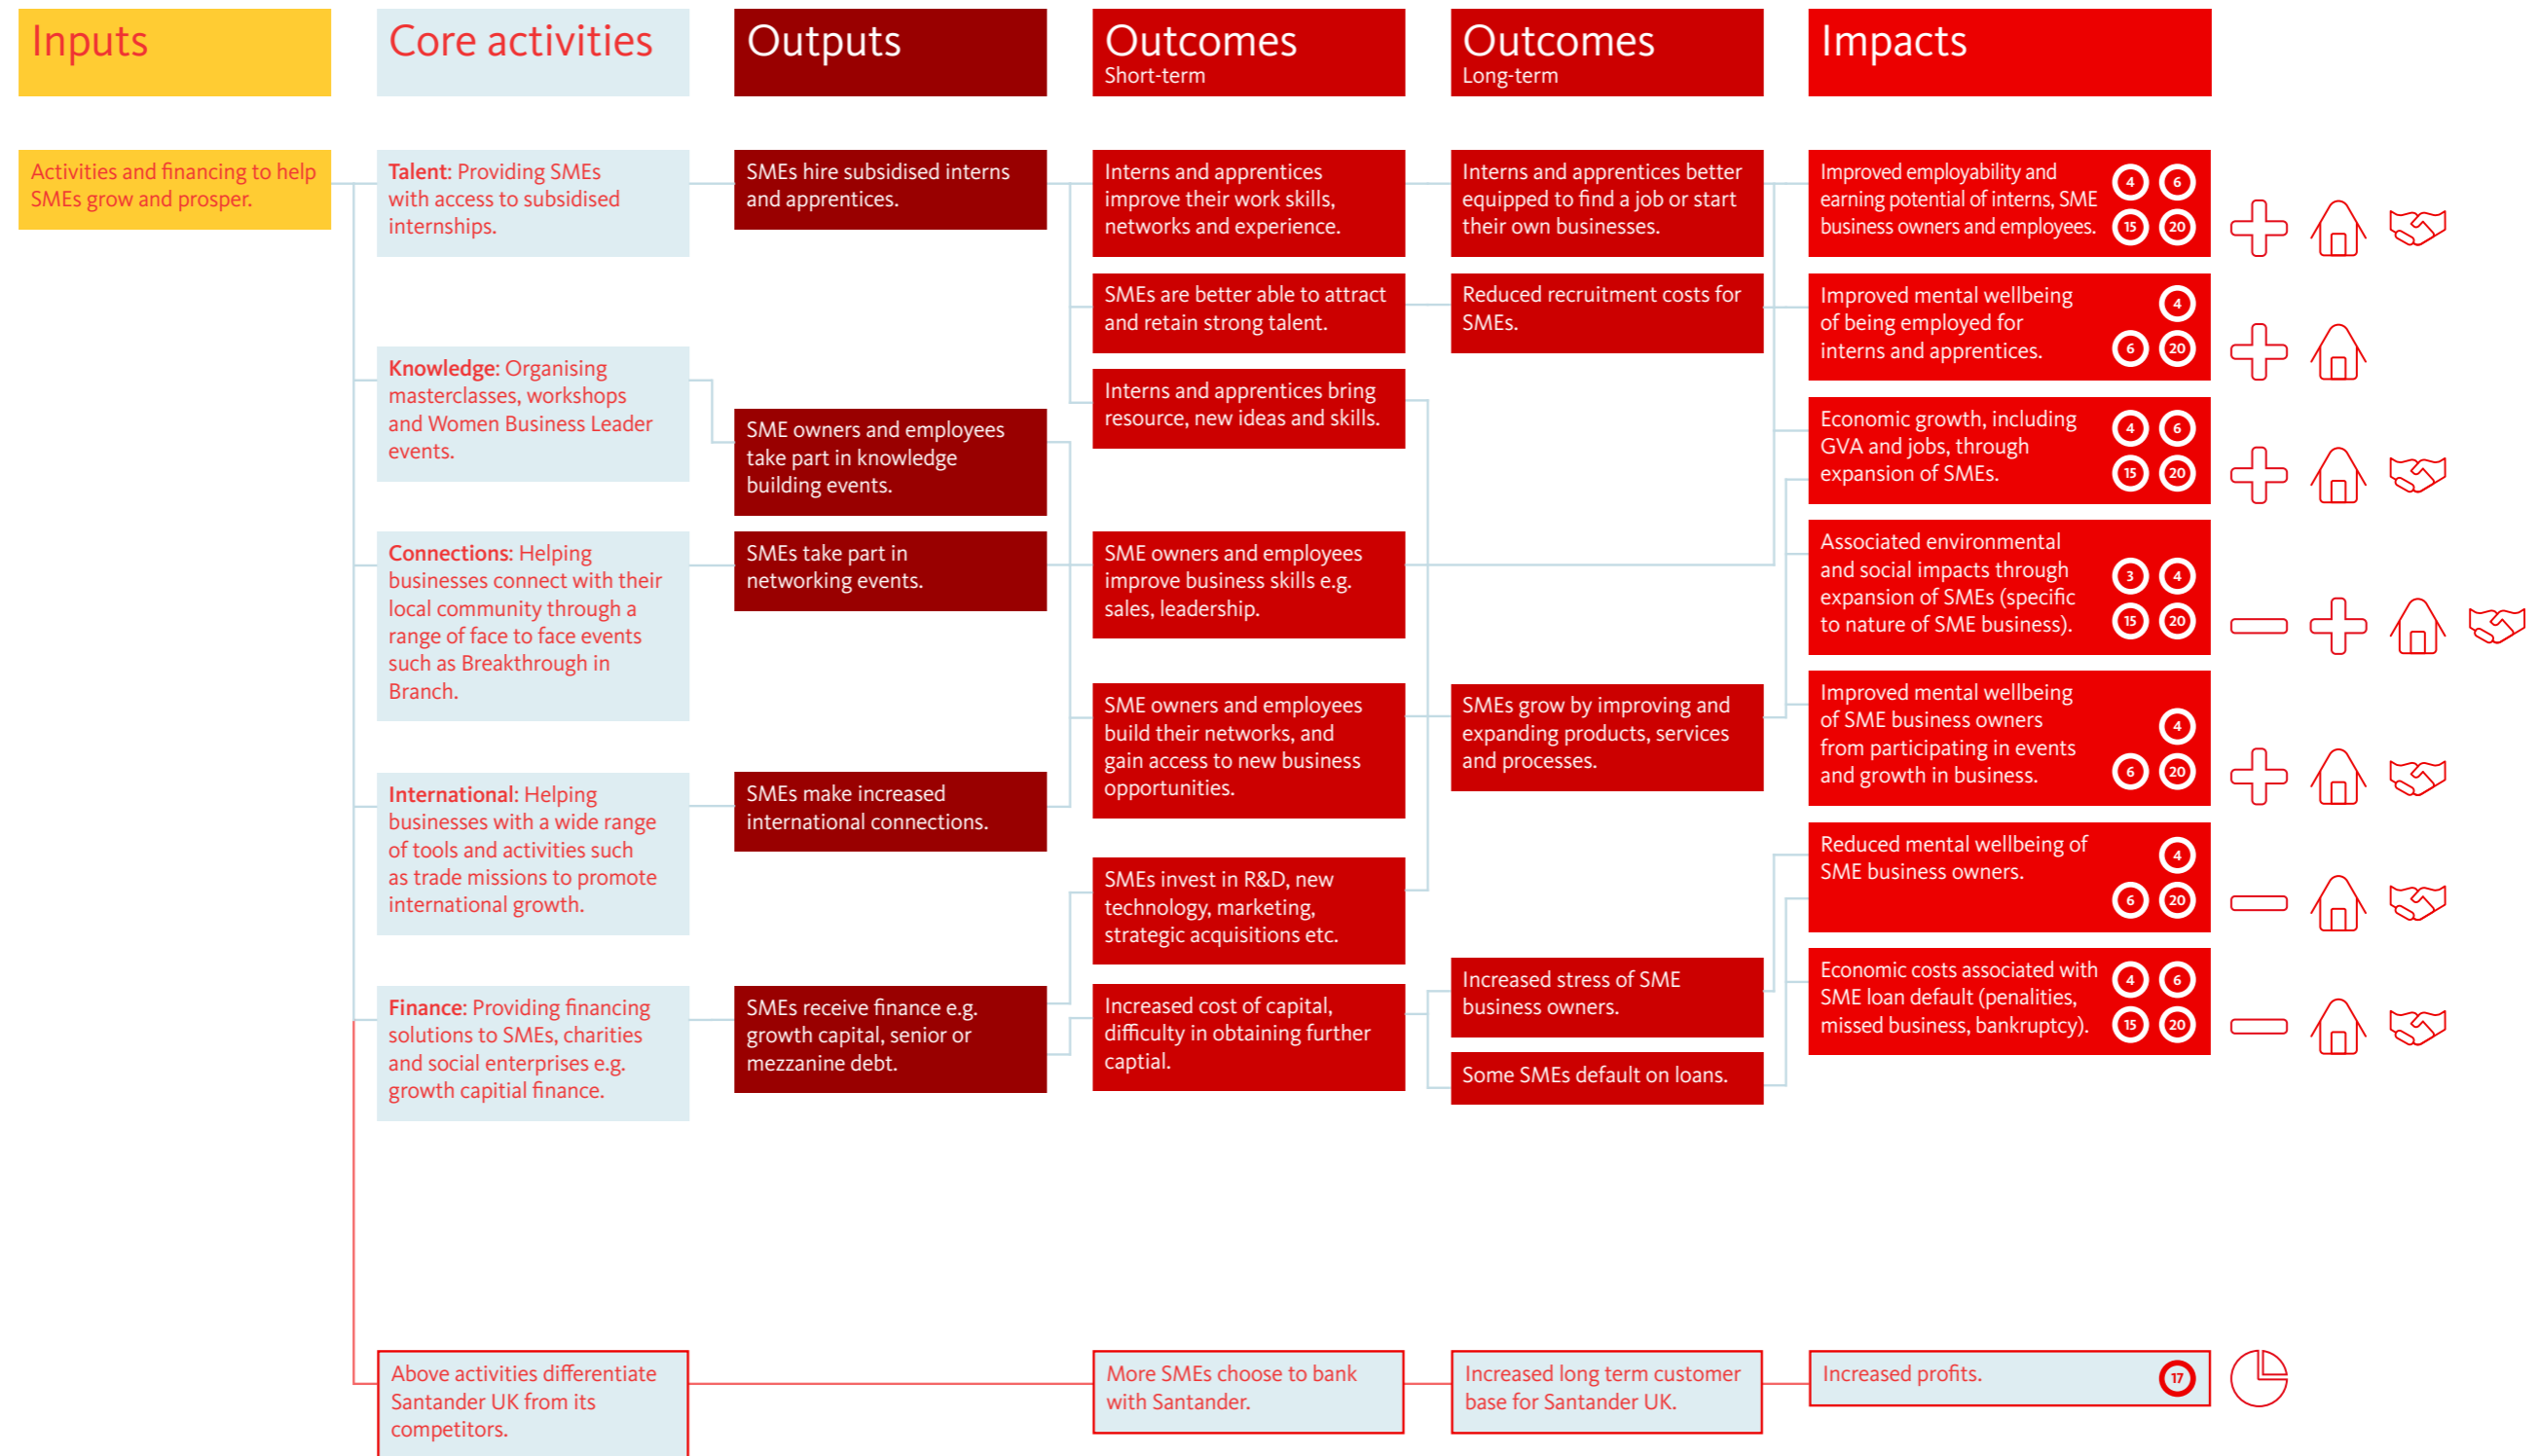 Inputs
Core activities
Outputs
Outcomes
Short-term
Outcomes
Long-term
Impacts
Activities and financing to help
SMEs grow and prosper.
Talent: Providing SMEs
with access to subsidised
internships.
Knowledge: Organising
masterclasses, workshops
and Women Business Leader
events.
Connections: Helping
businesses connect with their
local community through a
range of face to face events
such as Breakthrough in
Branch.
International: Helping
businesses with a wide range
of tools and activities such
as trade missions to promote
international growth.
Finance: Providing financing
solutions to SMEs, charities
and social enterprises e.g.
growth capitial finance.
SMEs hire subsidised interns
and apprentices.
SME owners and employees
take part in knowledge
building events.
SMEs take part in
networking events.
SMEs make increased
international connections.
SMEs receive finance e.g.
growth capital, senior or
mezzanine debt.
Interns and apprentices
improve their work skills,
networks and experience.
SMEs are better able to attract
and retain strong talent.
Interns and apprentices bring
resource, new ideas and skills.
SME owners and employees
improve business skills e.g.
sales, leadership.
SME owners and employees
build their networks, and
gain access to new business
opportunities.
SMEs invest in R&D, new
technology, marketing,
strategic acquisitions etc.
Increased cost of capital,
difficulty in obtaining further
captial.
Interns and apprentices better
equipped to find a job or start
their own businesses.
Reduced recruitment costs for
SMEs.
SMEs grow by improving and
expanding products, services
and processes.
Increased stress of SME
business owners.
Some SMEs default on loans.
Improved employability and
earning potential of interns, SME
business owners and employees.
4 6
15 20
Improved mental wellbeing
of being employed for
interns and apprentices.
4
6 20
Economic growth, including
GVA and jobs, through
expansion of SMEs.
4 6
15 20
Associated environmental
and social impacts through
expansion of SMEs (specific
to nature of SME business).
3 4
15 20
Improved mental wellbeing
of SME business owners
from participating in events
and growth in business.
4
6 20
Reduced mental wellbeing of
SME business owners.
4
6 20
Economic costs associated with
SME loan default (penalities,
missed business, bankruptcy).
4 6
15 20
Above activities differentiate
Santander UK from its
competitors.
More SMEs choose to bank
with Santander.
Increased long term customer
base for Santander UK.
Increased profits.
17